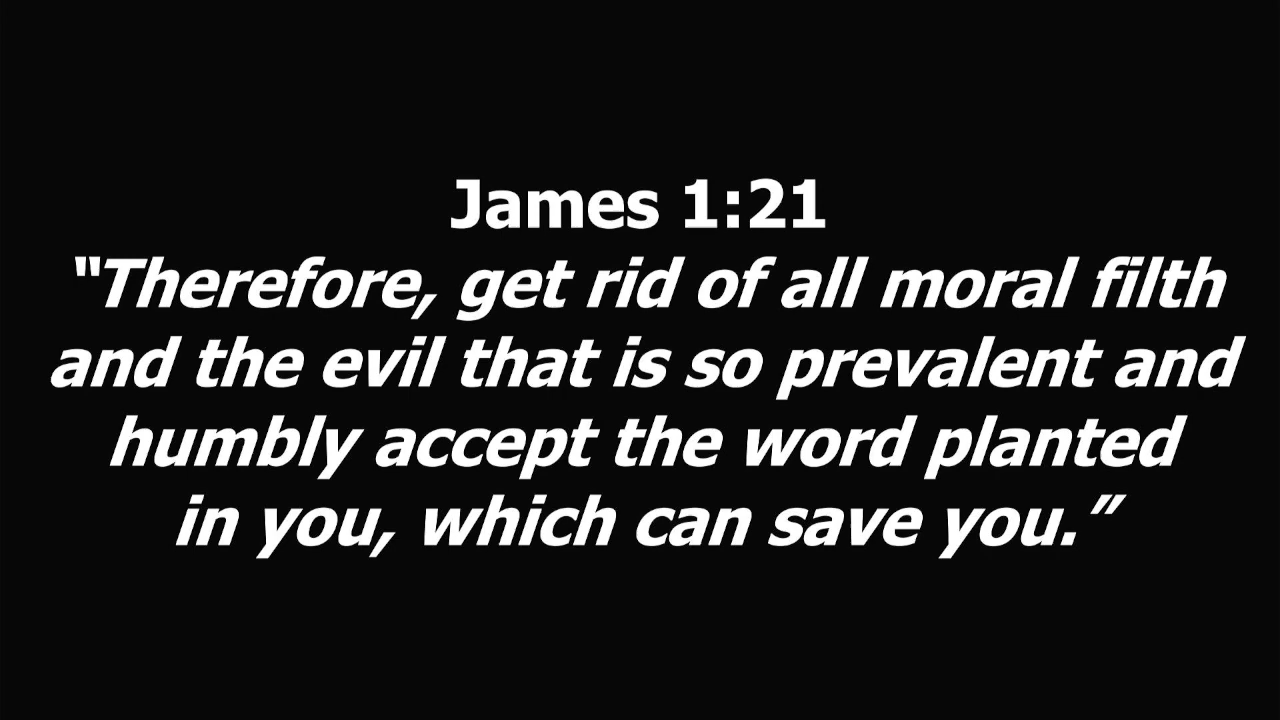 James 1:21
“Therefore, get rid of all moral filth
and the evil that is so prevalent and
humbly accept the word planted
in you, which can save you.”